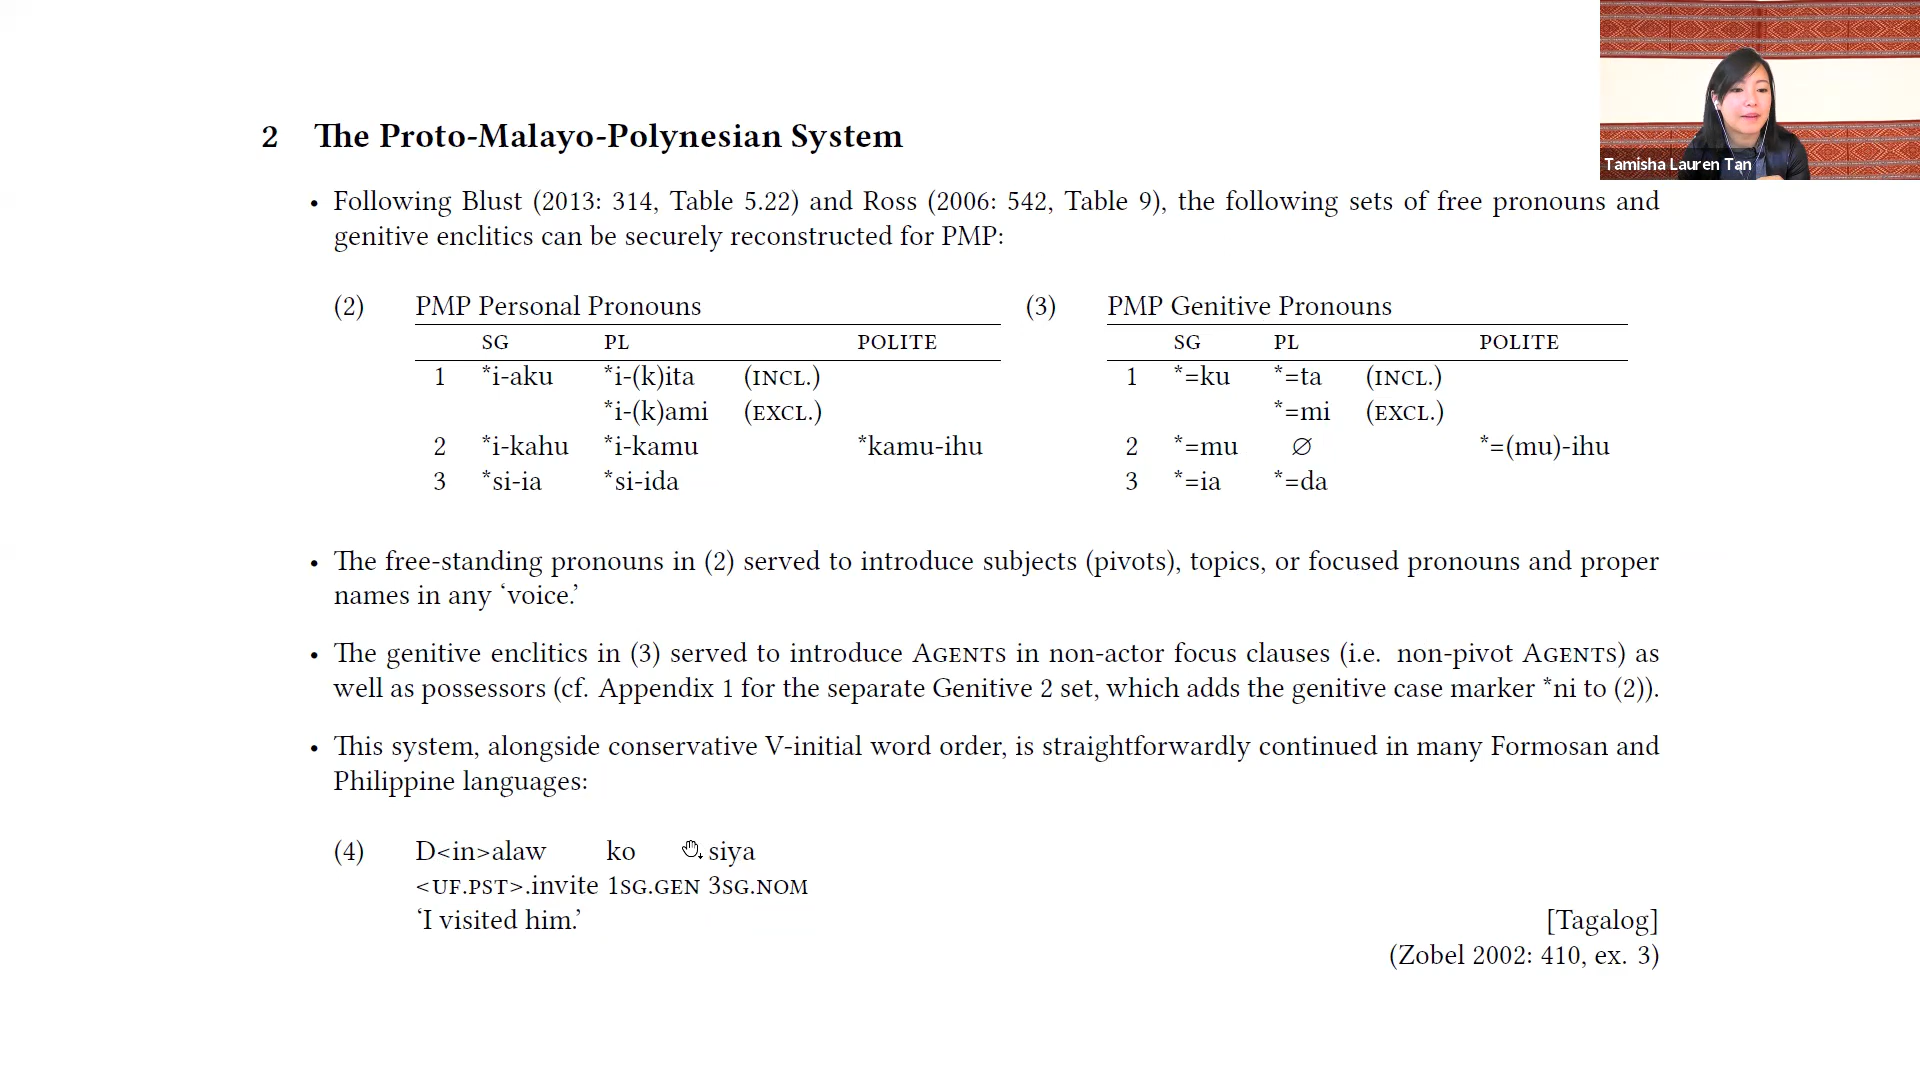 Tamisha Lauren Tan
2 The Proto-Malayo-Polynesian System
• Following Blust (2013: 314, Table 5.22) and Ross (2006: 542, Table 9), the following sets of free pronouns and
genitive enclitics can be securely reconstructed for PMP:
(2) PMP Personal Pronouns
SG PL POLITE
1 *i-aku *i-(k)ita (INCL.)
*i-(k)ami (EXCL.)
2 *i-kahu *i-kamu *kamu-ihu
3 *si-ia *si-ida
(3) PMP Genitive Pronouns
SG PL POLITE
1 *=ku *=ta (INCL.)
*=mi (EXCL.)
2 *=mu ∅ *=(mu)-ihu
3 *=ia *=da
• The free-standing pronouns in (2) served to introduce subjects (pivots), topics, or focused pronouns and proper
names in any ‘voice.’
• The genitive enclitics in (3) served to introduce AGENTS in non-actor focus clauses (i.e. non-pivot AGENTS) as
well as possessors (cf. Appendix 1 for the separate Genitive 2 set, which adds the genitive case marker *ni to (2)).
• This system, alongside conservative V-initial word order, is straightforwardly continued in many Formosan and
Philippine languages:
(4) D<in>alaw ko siya
<UF.PST>.invite 1SG.GEN 3SG.NOM
‘I visited him.’ [Tagalog]
(Zobel 2002: 410, ex. 3)